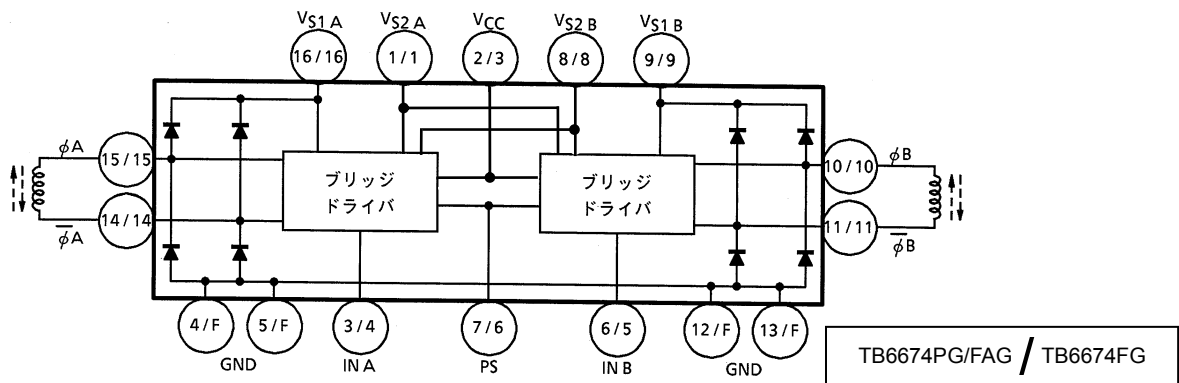 VS1 A VS2 A VCC VS2 B VS1 B
16/16 1/1 2/3 8/8 9/9
φA 15/15 10/10 φB
ブリッジ ブリッジ
ドライバ ドライバ
φ̅A 14/14 11/11 φ̅B
4/F 5/F 3/4 7/6 6/5 12/F 13/F
GND IN A PS IN B GND
TB6674PG/FAG / TB6674FG